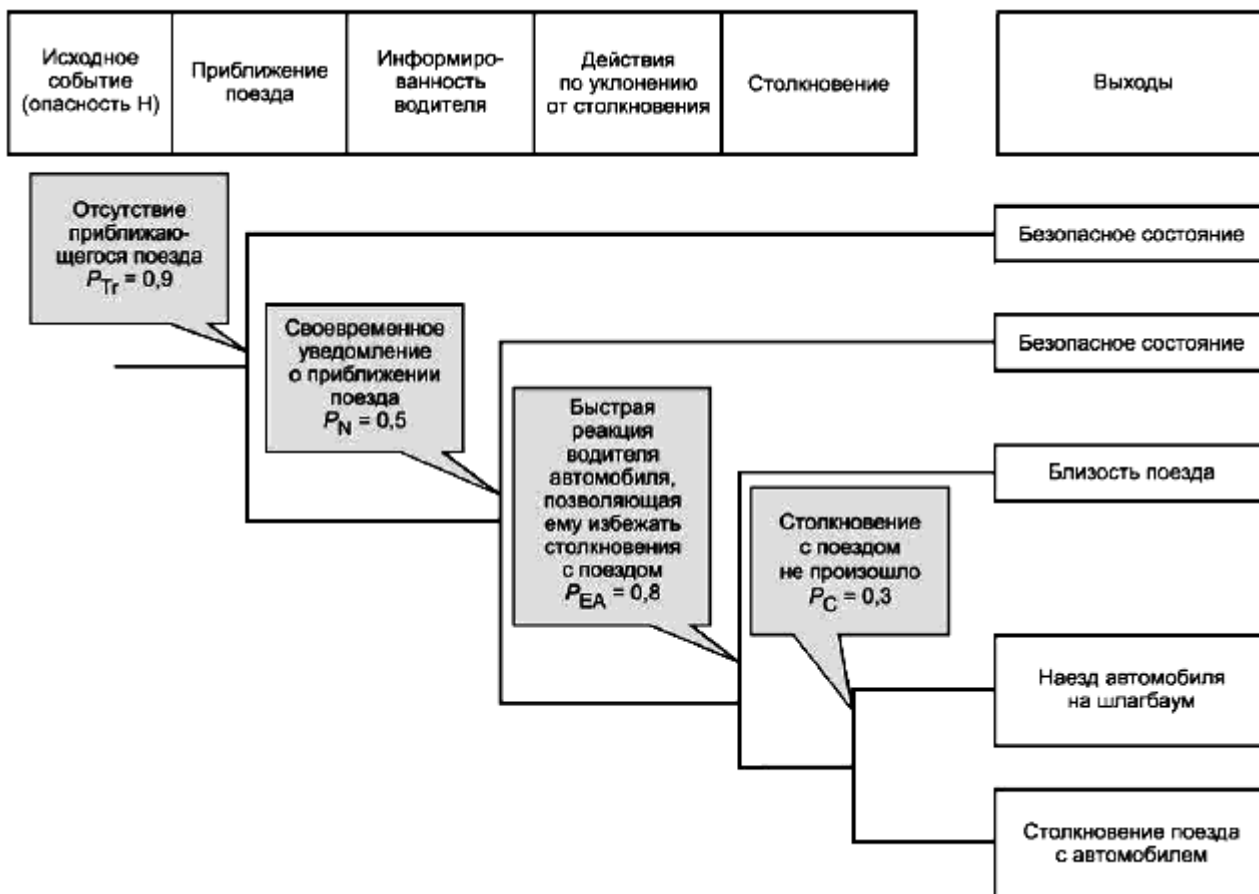 Исходное
событие
(опасность H)
Приближение
поезда
Информиро-
ванность
водителя
Действия
по уклонению
от столкновения
Столкновение
Выходы
Отсутствие
приближаю-
щегося поезда
P_Tr = 0,9
Безопасное состояние
Своевременное
уведомление
о приближении
поезда
P_N = 0,5
Безопасное состояние
Быстрая
реакция
водителя
автомобиля,
позволяющая
ему избежать
столкновения
с поездом
P_EA = 0,8
Близость поезда
Столкновение
с поездом
не произошло
P_C = 0,3
Наезд автомобиля
на шлагбаум
Столкновение поезда
с автомобилем